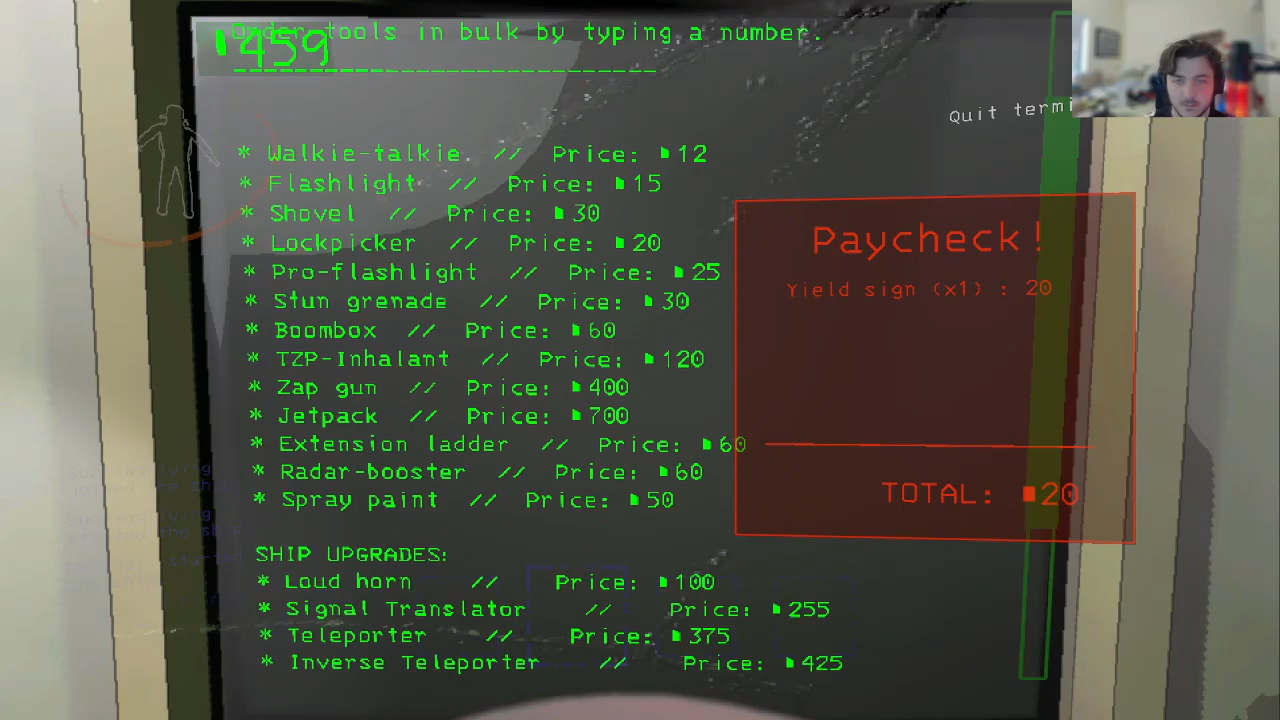 Order tools in bulk by typing a number.
459
____________________________
Quit termi
* Walkie-talkie. // Price: 12
* Flashlight // Price: 15
* Shovel // Price: 30
* Lockpicker // Price: 20
* Pro-flashlight // Price: 25
* Stun grenade // Price: 30
* Boombox // Price: 60
* TZP-Inhalant // Price: 120
* Zap gun // Price: 400
* Jetpack // Price: 700
* Extension ladder // Price: 60
* Radar-booster // Price: 60
* Spray paint // Price: 50
Paycheck!
Yield sign (x1) : 20
TOTAL: 20
SHIP UPGRADES:
* Loud horn // Price: 100
* Signal Translator // Price: 255
* Teleporter // Price: 375
* Inverse Teleporter // Price: 425